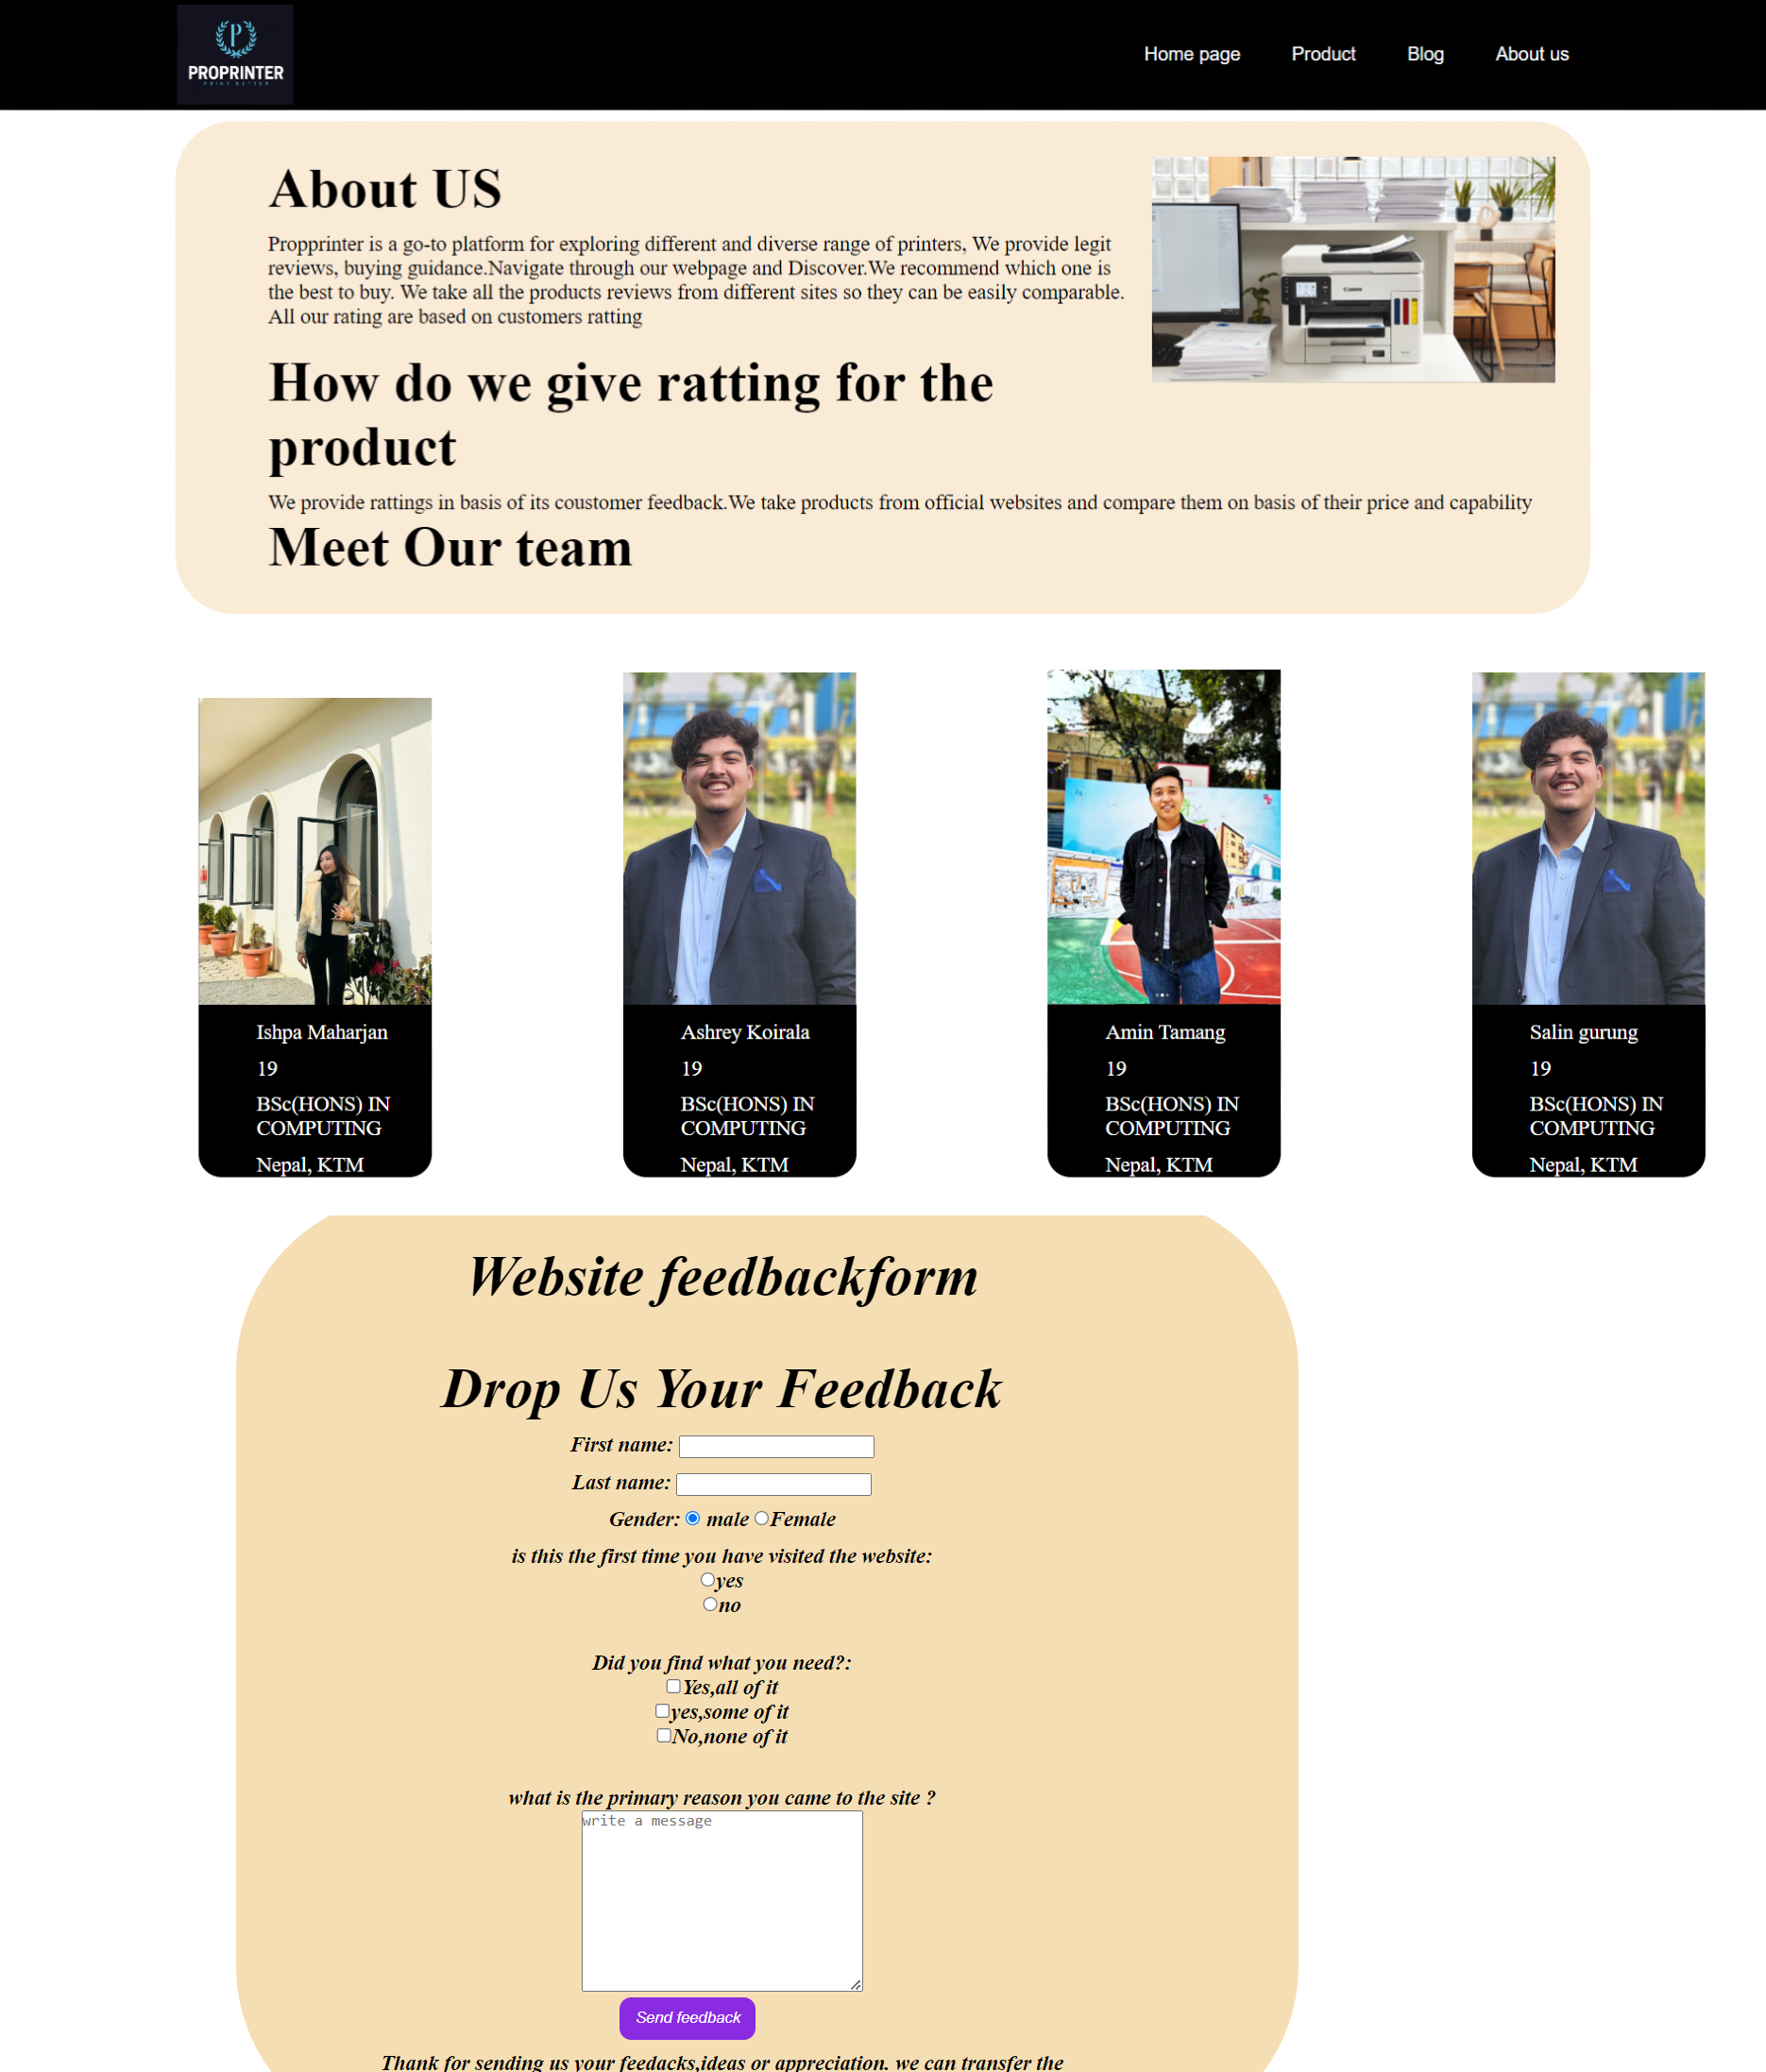 P
PROPRINTER
PRINT BETTER
Home page
Product
Blog
About us
About US
Propprinter is a go-to platform for exploring different and diverse range of printers, We provide legit
reviews, buying guidance.Navigate through our webpage and Discover.We recommend which one is
the best to buy. We take all the products reviews from different sites so they can be easily comparable.
All our rating are based on customers ratting
Canon
How do we give ratting for the
product
We provide rattings in basis of its coustomer feedback.We take products from official websites and compare them on basis of their price and capability
Meet Our team
Ishpa Maharjan
19
BSc(HONS) IN
COMPUTING
Nepal, KTM
Ashrey Koirala
19
BSc(HONS) IN
COMPUTING
Nepal, KTM
Amin Tamang
19
BSc(HONS) IN
COMPUTING
Nepal, KTM
Salin gurung
19
BSc(HONS) IN
COMPUTING
Nepal, KTM
Website feedbackform
Drop Us Your Feedback
First name:
Last name:
Gender: male Female
is this the first time you have visited the website:
yes
no
Did you find what you need?:
Yes,all of it
yes,some of it
No,none of it
what is the primary reason you came to the site ?
write a message
Send feedback
Thank for sending us your feedacks,ideas or appreciation. we can transfer the